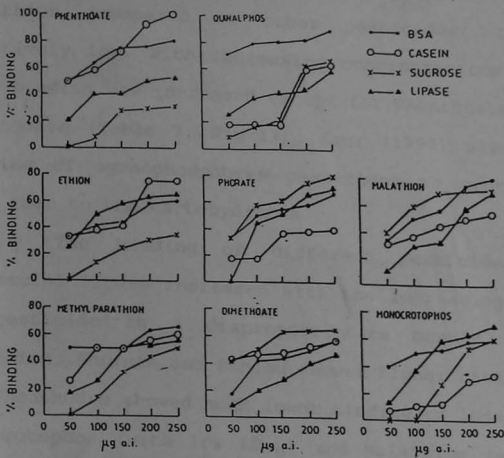 PHENTHOATE
QUINALPHOS
BSA
CASEIN
SUCROSE
LIPASE
% BINDING
100
80
60
40
20
0
ETHION
PHORATE
MALATHION
% BINDING
80
60
40
20
0
METHYL PARATHION
DIMETHOATE
MONOCROTOPHOS
% BINDING
80
60
40
20
0
0 50 100 150 200 250
0 50 100 150 200 250
0 50 100 150 200 250
µg a.i.
µg a.i.
µg a.i.